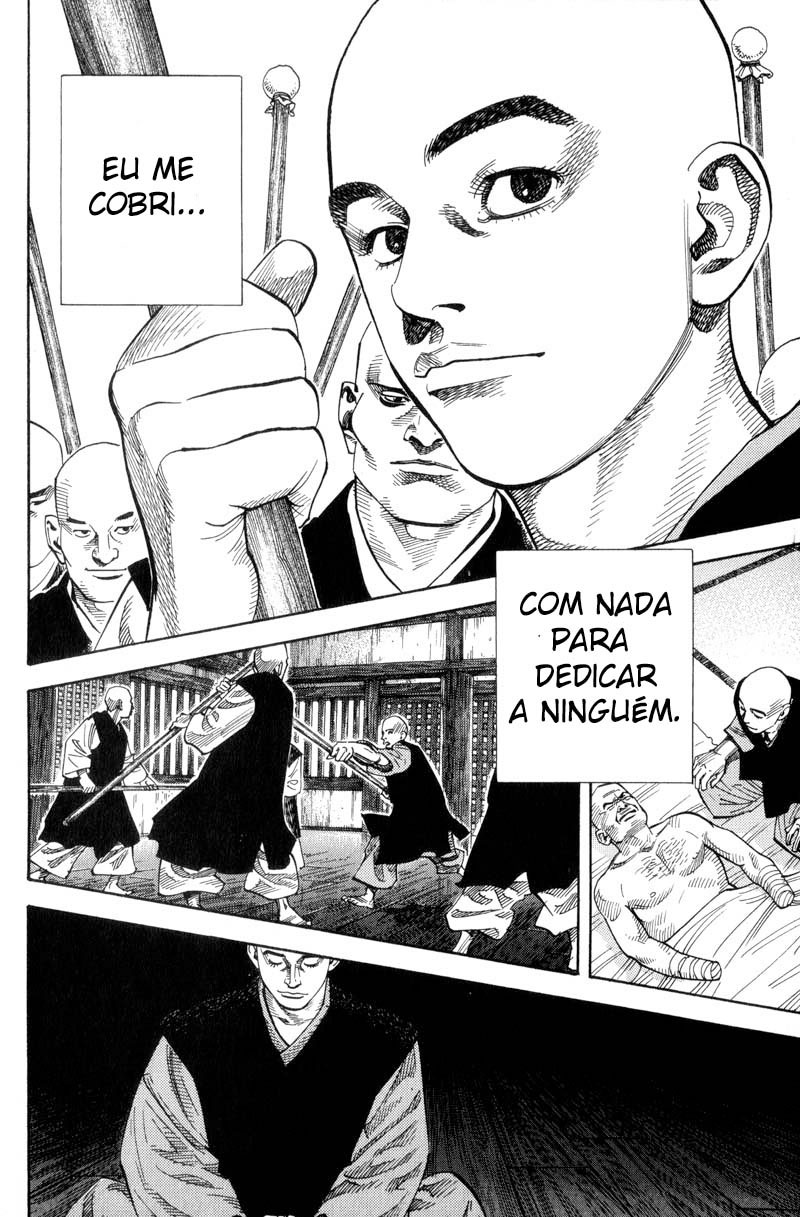 EU ME
COBRI...
COM NADA
PARA
DEDICAR
A NINGUÉM.